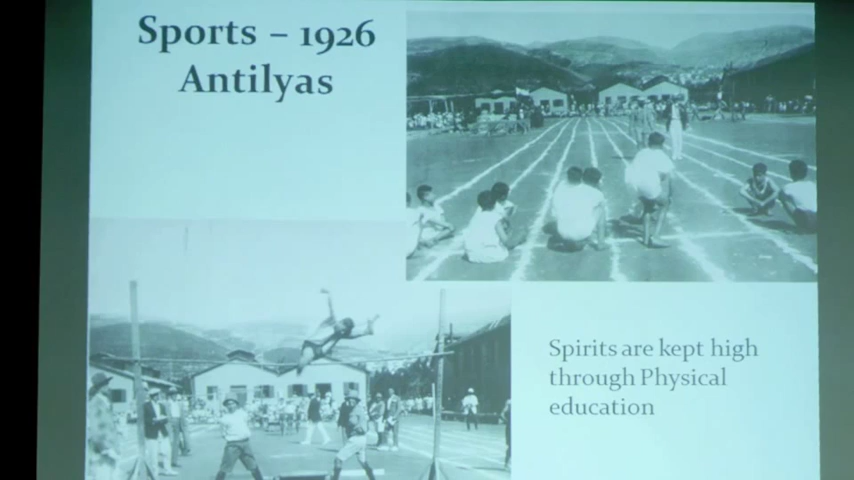 Sports – 1926
Antilyas
Spirits are kept high
through Physical
education